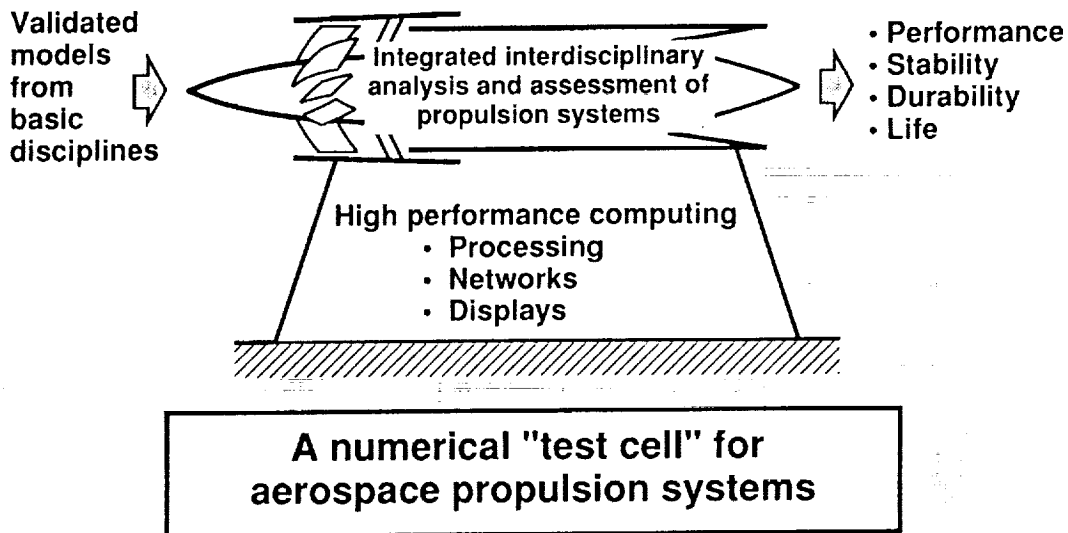 Validated
models
from
basic
disciplines
Integrated interdisciplinary
analysis and assessment of
propulsion systems
• Performance
• Stability
• Durability
• Life
High performance computing
• Processing
• Networks
• Displays
A numerical "test cell" for
aerospace propulsion systems